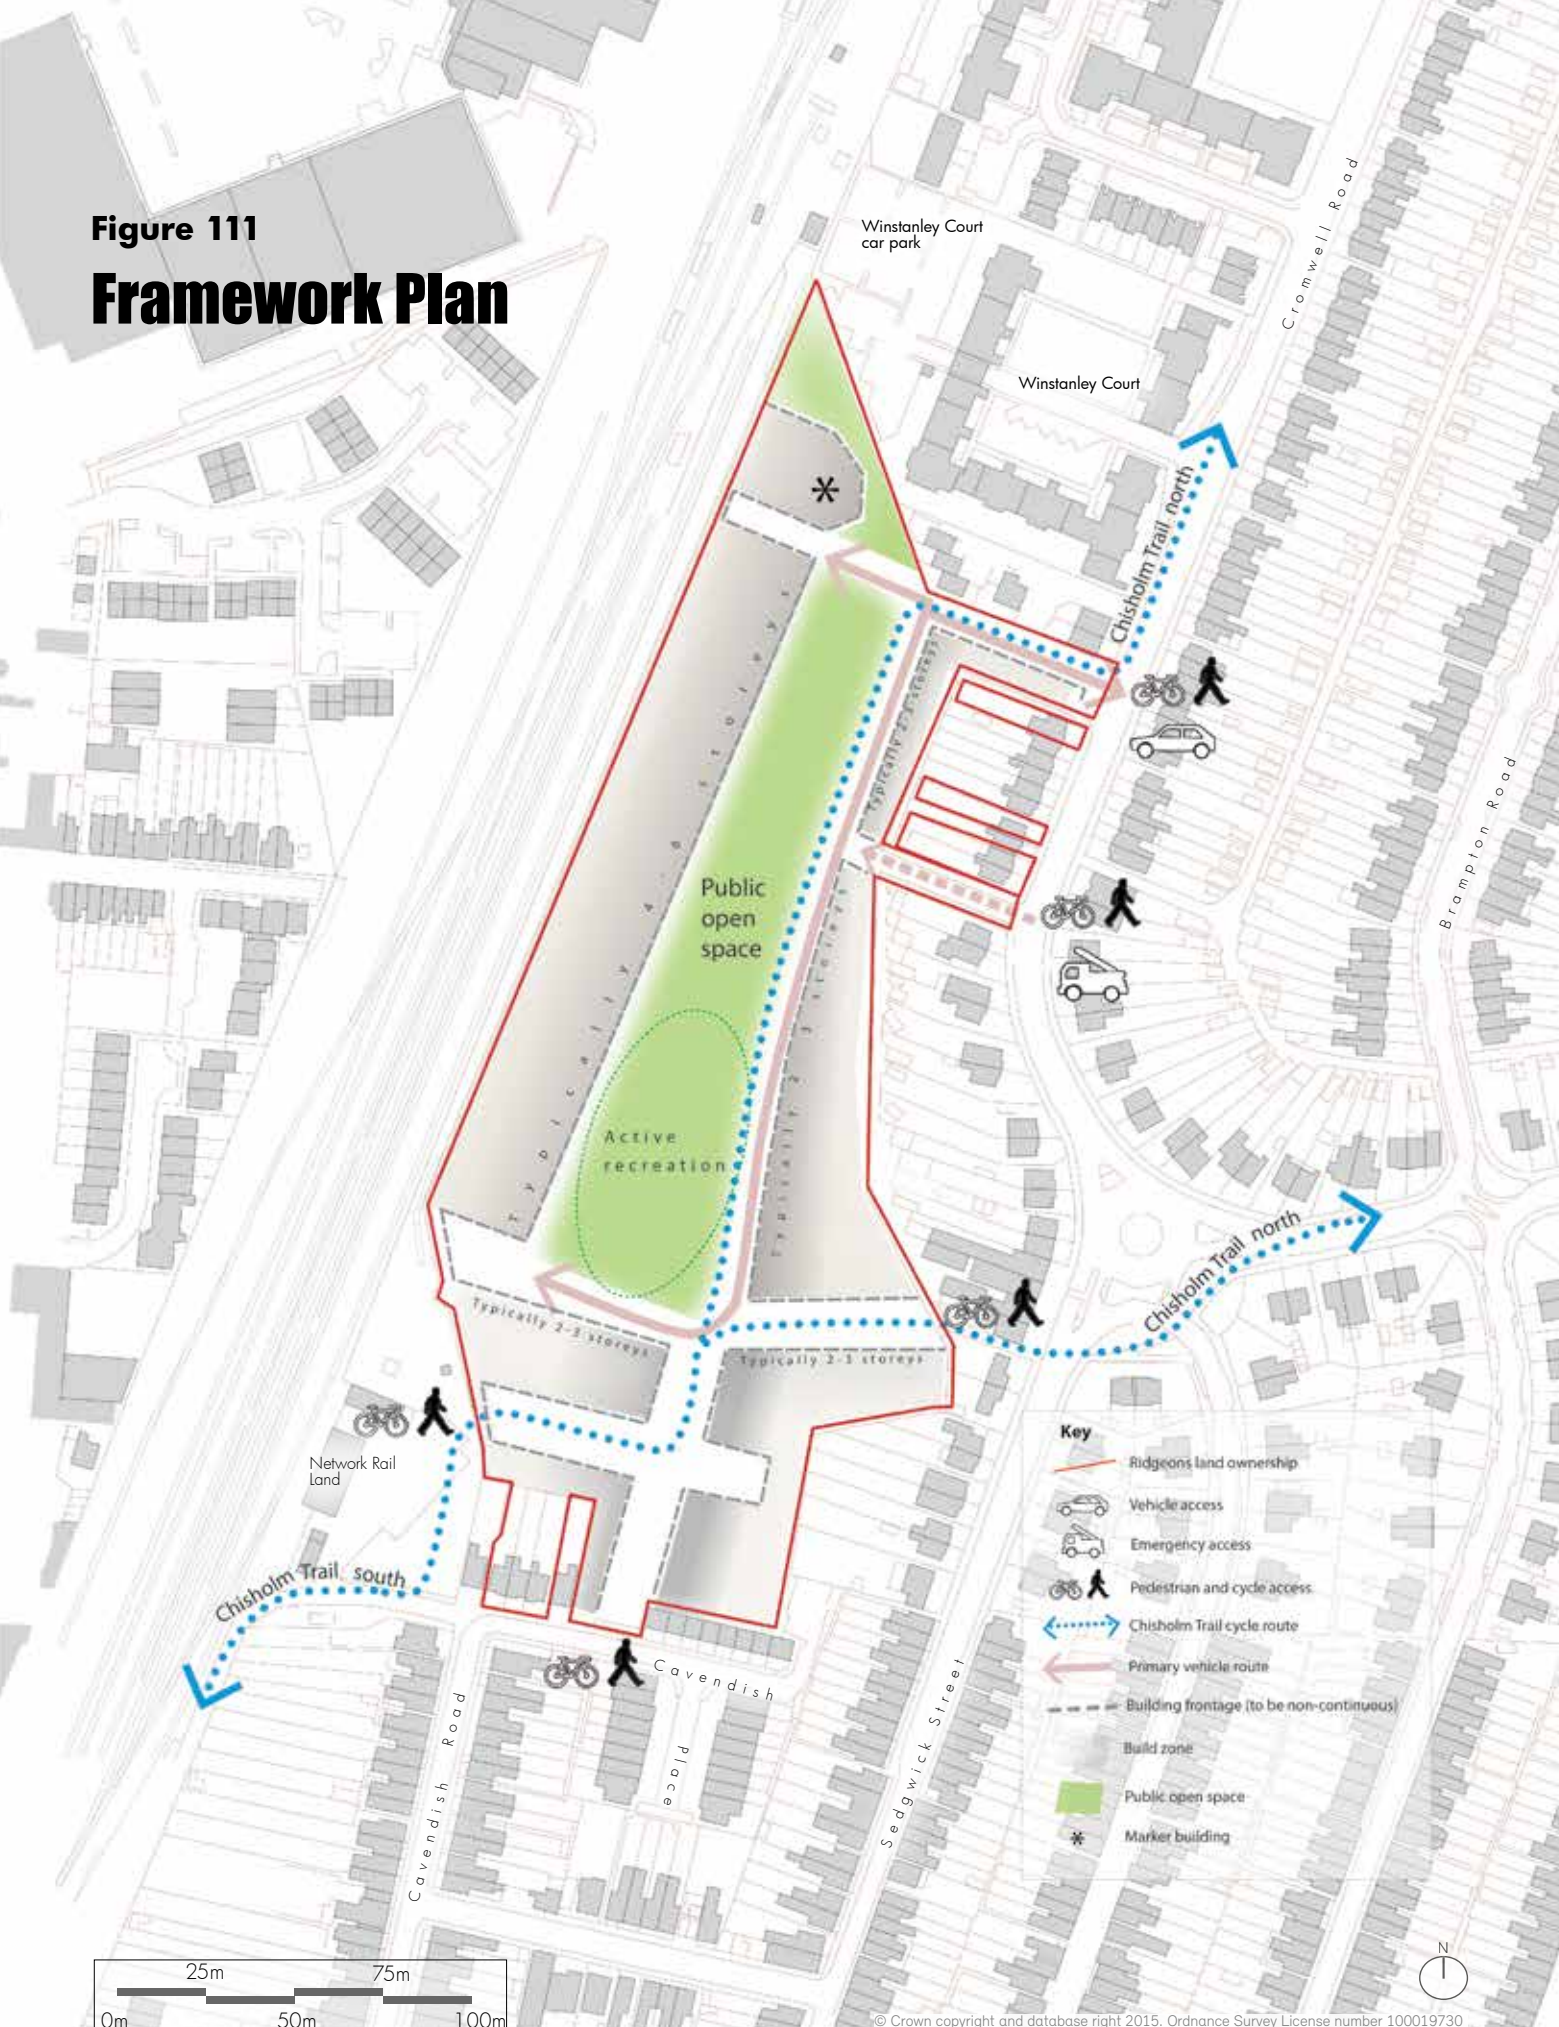 Figure 111
Framework Plan
Winstanley Court
car park
Winstanley Court
Cromwell Road
Chisholm Trail north
Typically 4-6 storeys
Typically 2-3 storeys
Brampton Road
Public
open
space
Typically 2-3 storeys
Active
recreation
Chisholm Trail north
Typically 2-3 storeys
Typically 2-3 storeys
Network Rail
Land
Chisholm Trail south
Cavendish
Place
Cavendish Road
Sedgwick Street
Key
Ridgeons land ownership
Vehicle access
Emergency access
Pedestrian and cycle access
Chisholm Trail cycle route
Primary vehicle route
Building frontage (to be non-continuous)
Build zone
Public open space
Marker building
N
25m 75m
0m 50m 100m
© Crown copyright and database right 2015. Ordnance Survey License number 100019730